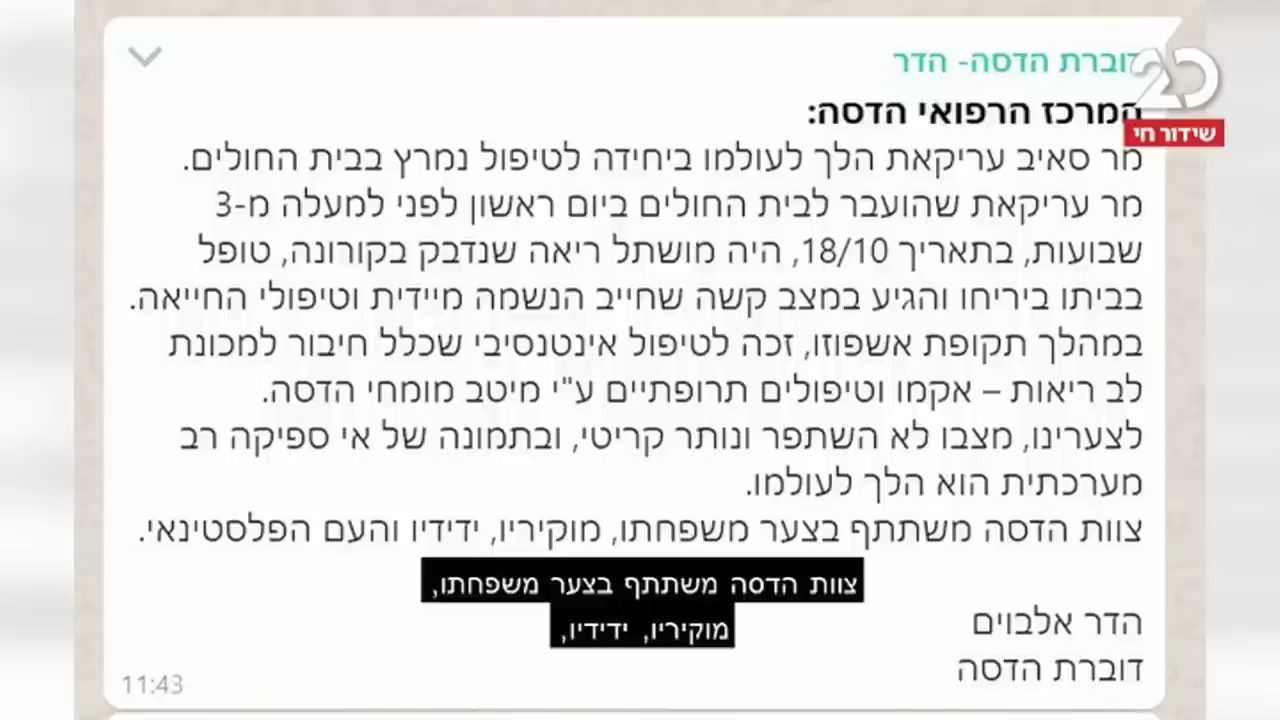 דוברת הדסה- הדר
20
שידור חי
המרכז הרפואי הדסה:
מר סאיב עריקאת הלך לעולמו ביחידה לטיפול נמרץ בבית החולים.
מר עריקאת שהועבר לבית החולים ביום ראשון לפני למעלה מ-3
שבועות, בתאריך 18/10, היה מושתל ריאה שנדבק בקורונה, טופל
בביתו ביריחו והגיע במצב קשה שחייב הנשמה מיידית וטיפולי החייאה.
במהלך תקופת אשפוזו, זכה לטיפול אינטנסיבי שכלל חיבור למכונת
לב ריאות – אקמו וטיפולים תרופתיים ע"י מיטב מומחי הדסה.
לצערינו, מצבו לא השתפר ונותר קריטי, ובתמונה של אי ספיקה רב
מערכתית הוא הלך לעולמו.
צוות הדסה משתתף בצער משפחתו, מוקיריו, ידידיו והעם הפלסטינאי.
צוות הדסה משתתף בצער משפחתו,
מוקיריו, ידידיו,
הדר אלבוים
דוברת הדסה
11:43